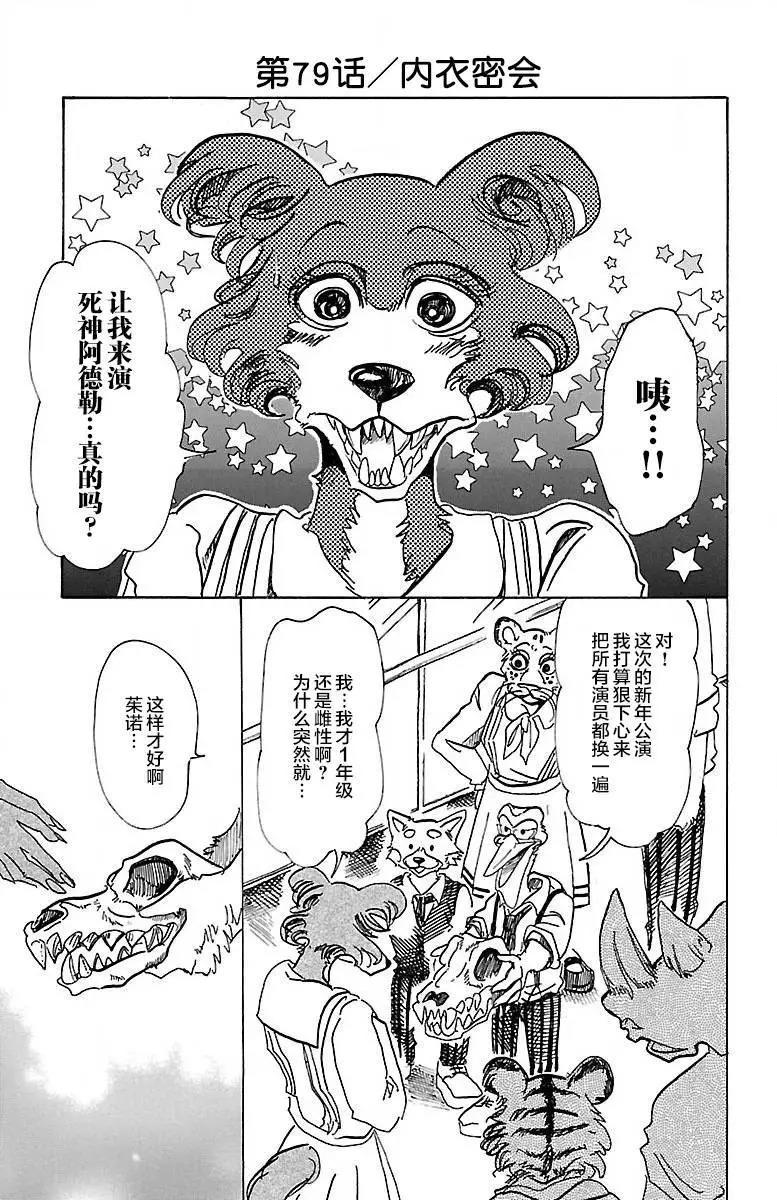 第79话／内衣密会
咦…!!
让我来演
死神阿德勒…真的吗？
对！
这次的新年公演
我打算狠下心来
把所有演员都换一遍
我…我才1年级
还是雌性啊？
为什么突然就…
这样才好啊
茱诺…